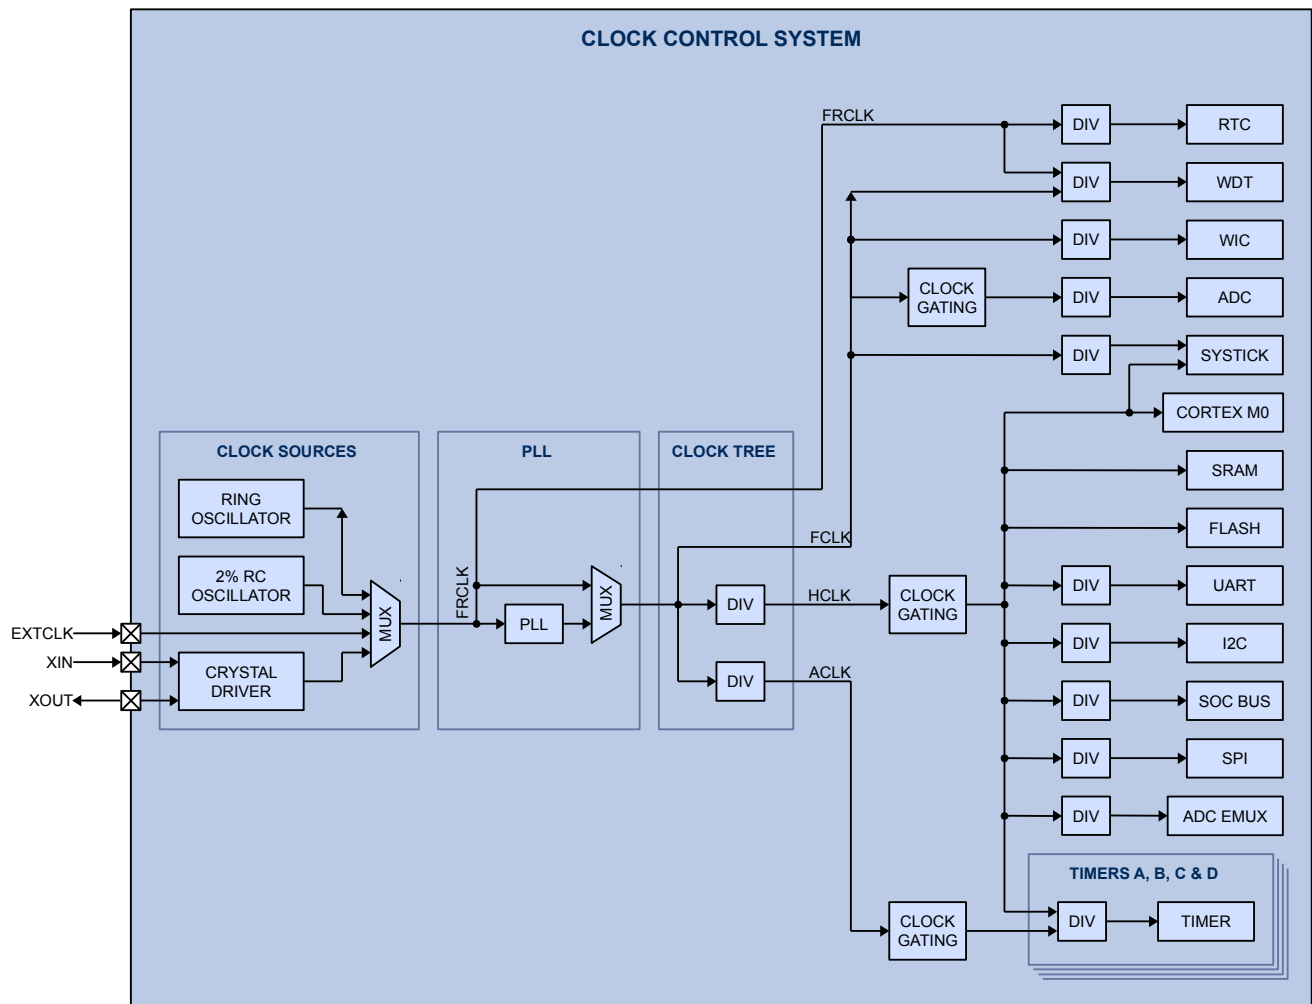 CLOCK CONTROL SYSTEM
FRCLK
DIV
RTC
DIV
WDT
DIV
WIC
CLOCK
GATING
DIV
ADC
DIV
SYSTICK
CORTEX M0
CLOCK SOURCES
PLL
CLOCK TREE
SRAM
RING
OSCILLATOR
FLASH
FCLK
2% RC
OSCILLATOR
MUX
FRCLK
PLL
MUX
DIV
HCLK
CLOCK
GATING
DIV
UART
EXTCLK
XIN
XOUT
CRYSTAL
DRIVER
DIV
ACLK
DIV
I2C
DIV
SOC BUS
DIV
SPI
DIV
ADC EMUX
TIMERS A, B, C & D
CLOCK
GATING
DIV
TIMER